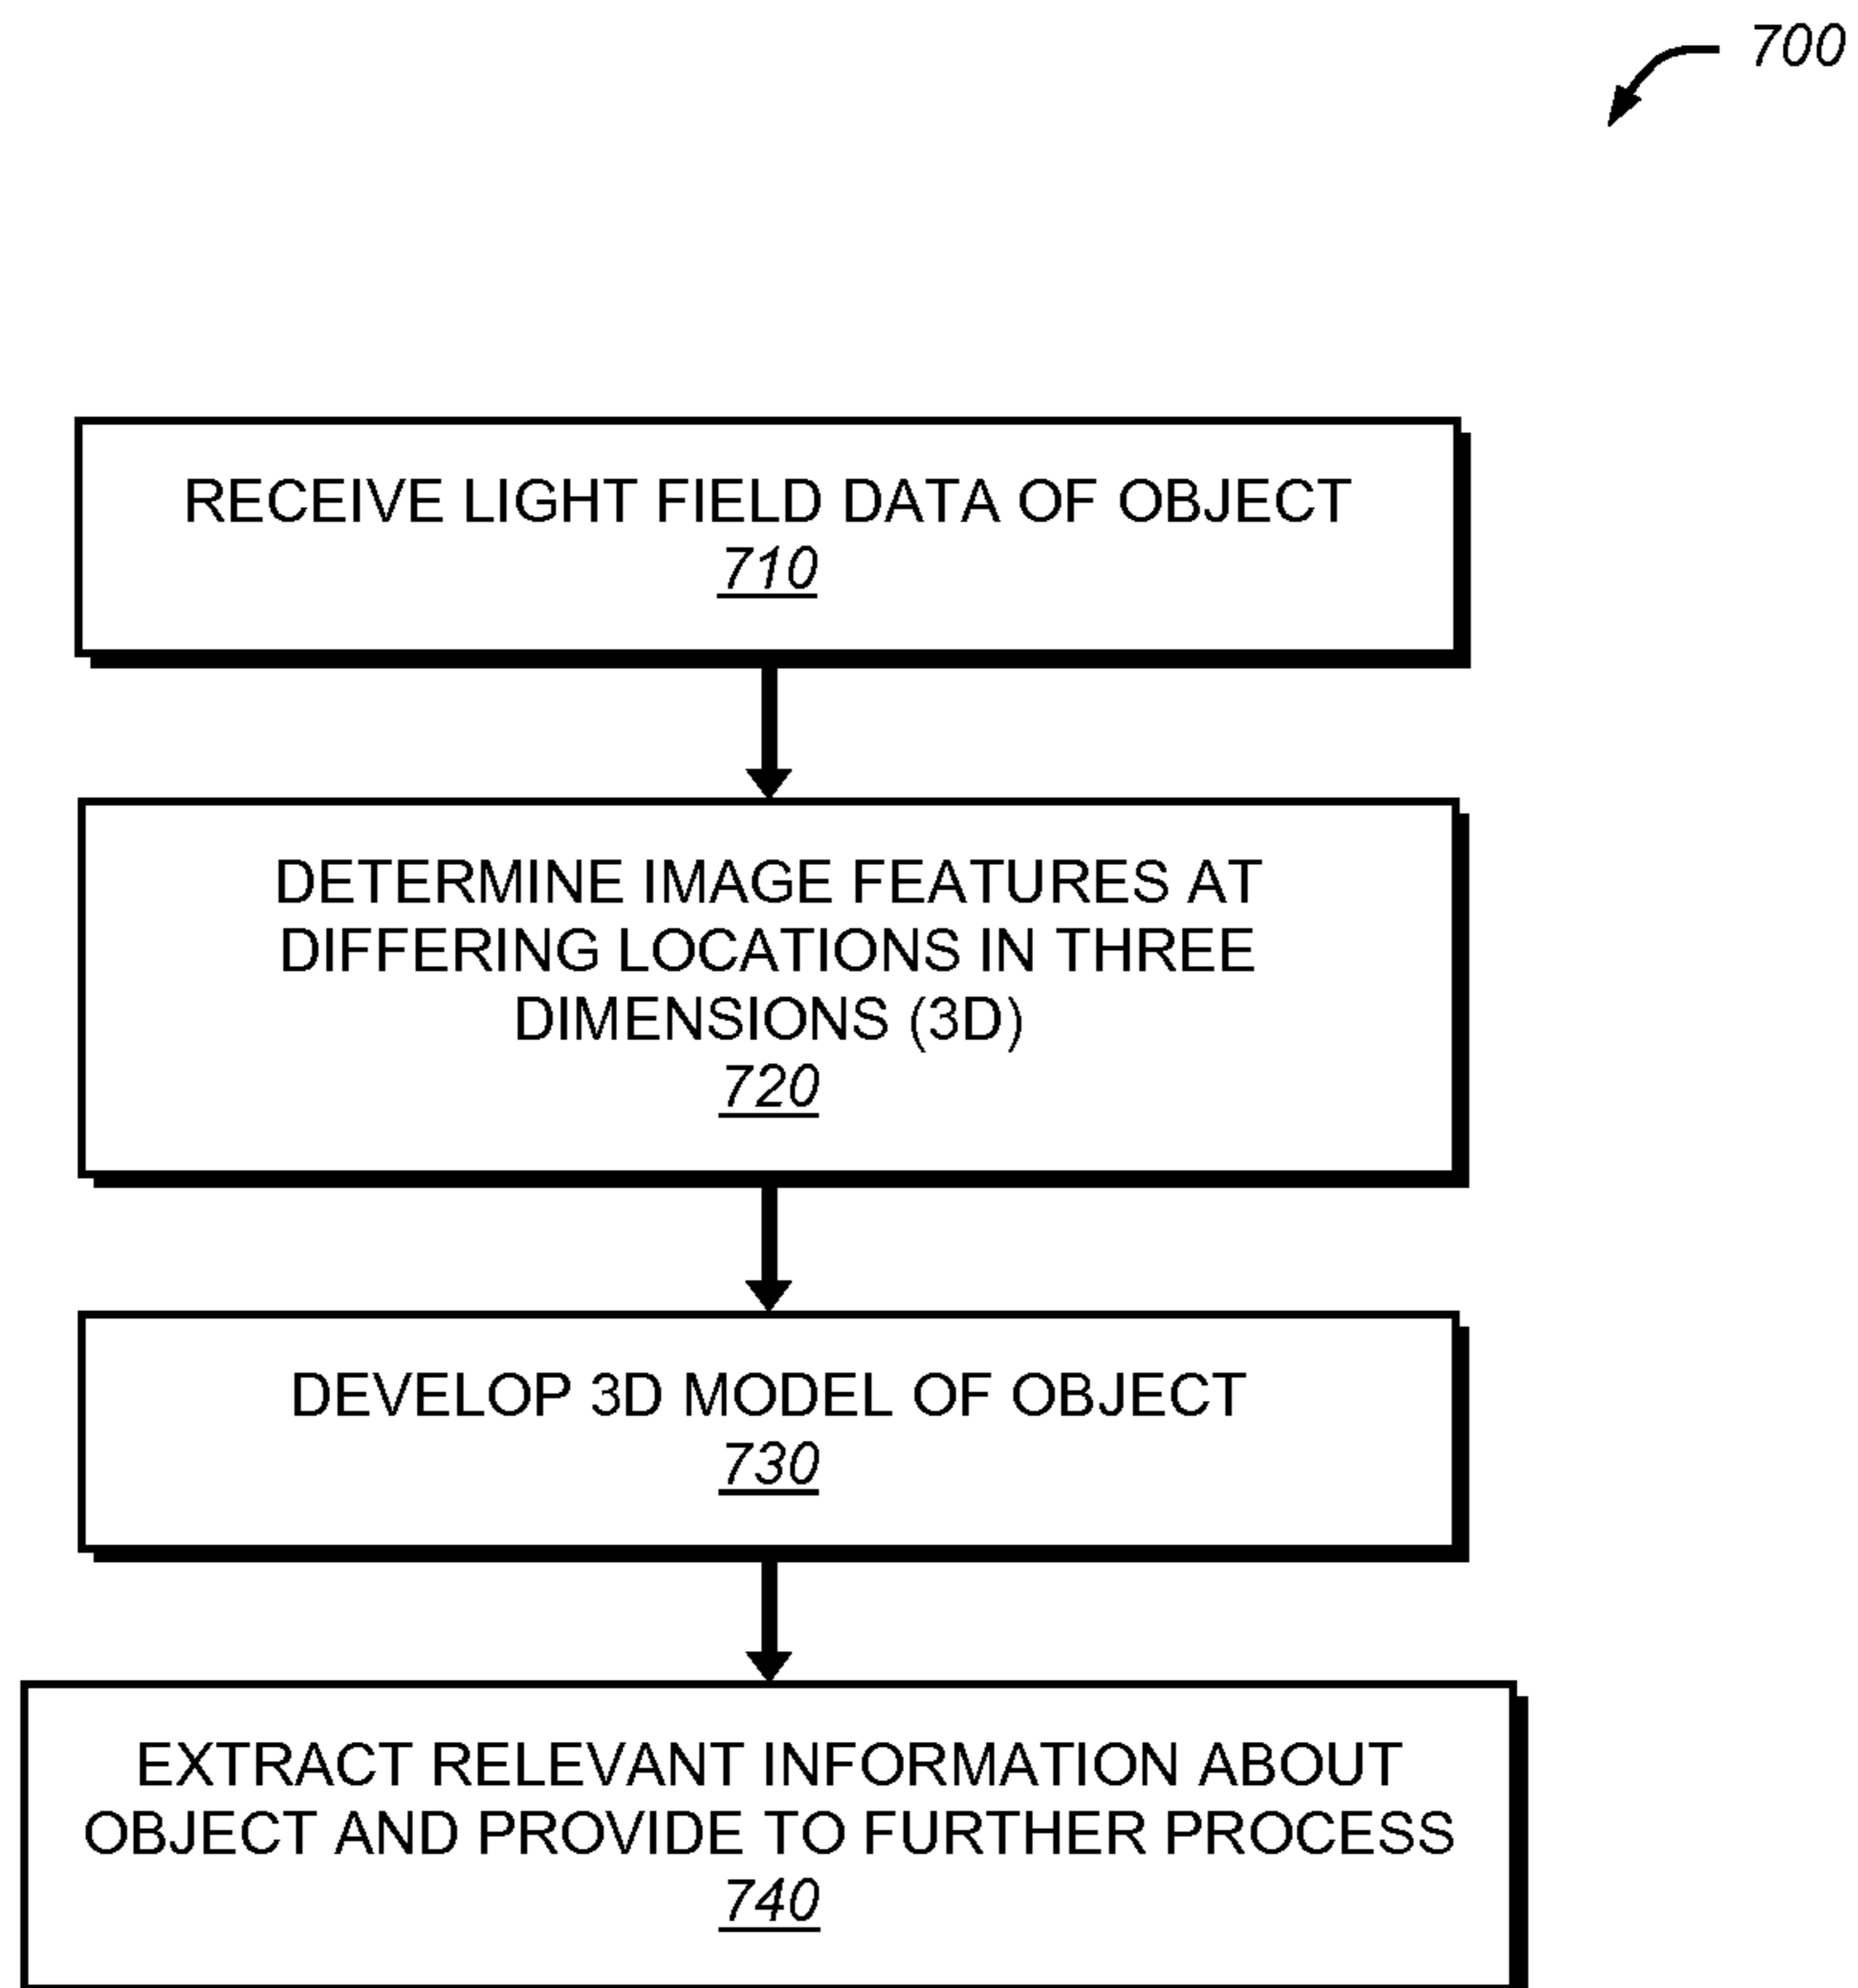 700
RECEIVE LIGHT FIELD DATA OF OBJECT
710
DETERMINE IMAGE FEATURES AT
DIFFERING LOCATIONS IN THREE
DIMENSIONS (3D)
720
DEVELOP 3D MODEL OF OBJECT
730
EXTRACT RELEVANT INFORMATION ABOUT
OBJECT AND PROVIDE TO FURTHER PROCESS
740